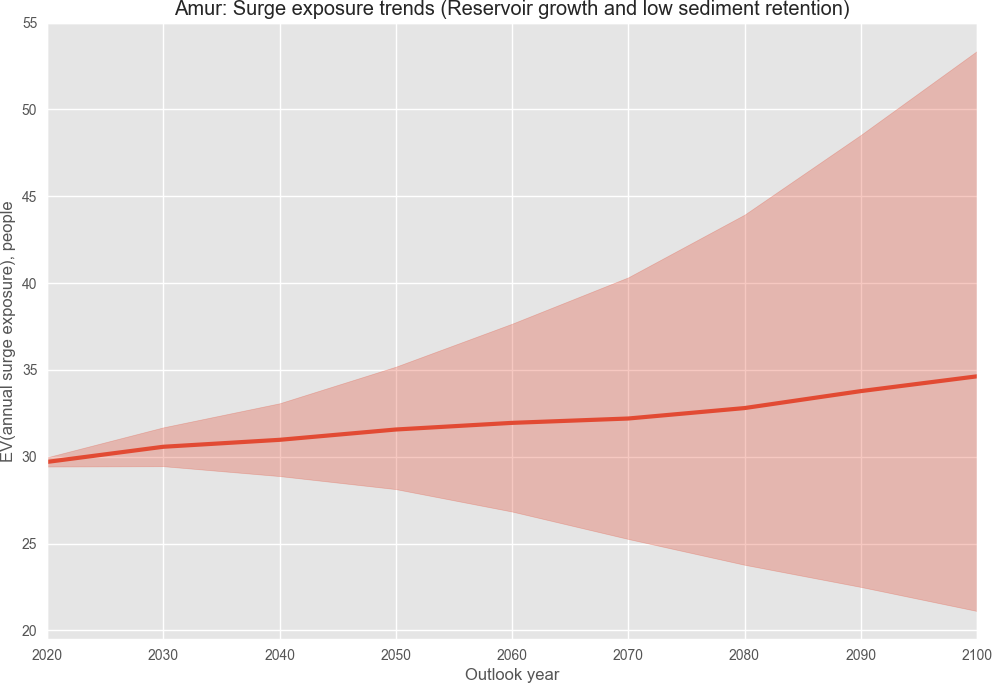 Amur: Surge exposure trends (Reservoir growth and low sediment retention)
EV(annual surge exposure), people
55
50
45
40
35
30
25
20
2020 2030 2040 2050 2060 2070 2080 2090 2100
Outlook year